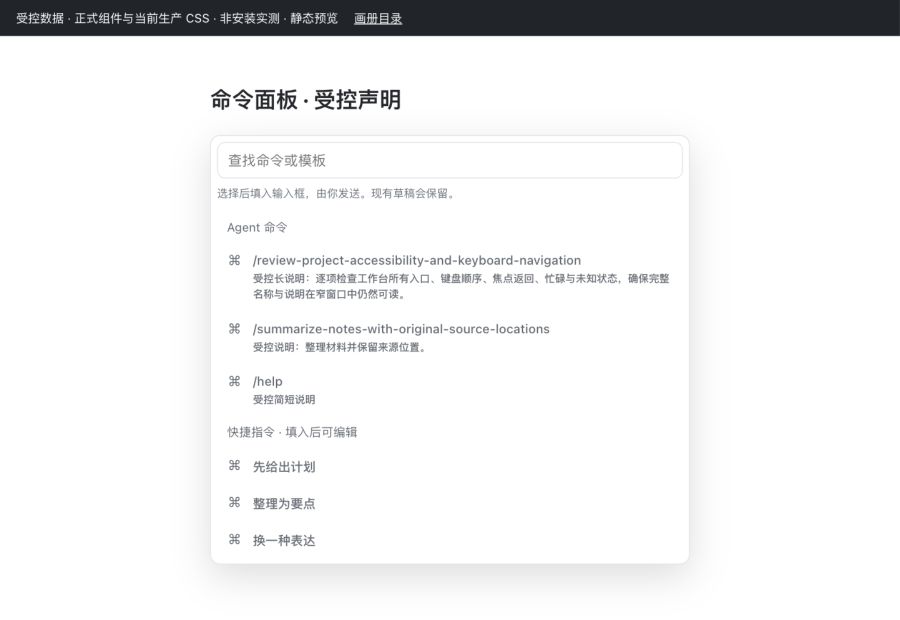 受控数据 · 正式组件与当前生产 CSS · 非安装实测 · 静态预览 画册目录
命令面板 · 受控声明
查找命令或模板
选择后填入输入框，由你发送。现有草稿会保留。
Agent 命令
⌘ /review-project-accessibility-and-keyboard-navigation
受控长说明：逐项检查工作台所有入口、键盘顺序、焦点返回、忙碌与未知状态，确保完整
名称与说明在窄窗口中仍然可读。
⌘ /summarize-notes-with-original-source-locations
受控说明：整理材料并保留来源位置。
⌘ /help
受控简短说明
快捷指令 · 填入后可编辑
⌘ 先给出计划
⌘ 整理为要点
⌘ 换一种表达